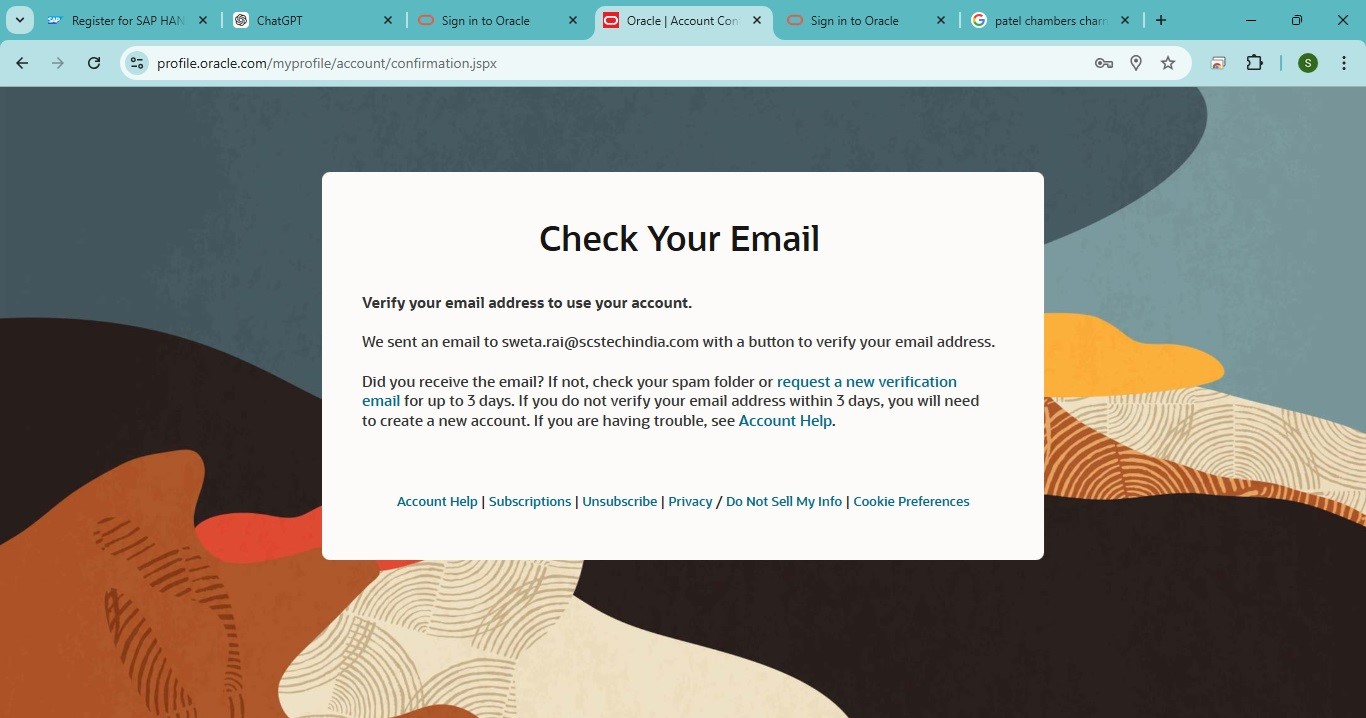 Register for SAP HAN
ChatGPT
Sign in to Oracle
Oracle | Account Con
Sign in to Oracle
patel chambers charn
profile.oracle.com/myprofile/account/confirmation.jspx
S
Check Your Email
Verify your email address to use your account.
We sent an email to sweta.rai@scstechindia.com with a button to verify your email address.
Did you receive the email? If not, check your spam folder or request a new verification
email for up to 3 days. If you do not verify your email address within 3 days, you will need
to create a new account. If you are having trouble, see Account Help.
Account Help | Subscriptions | Unsubscribe | Privacy / Do Not Sell My Info | Cookie Preferences